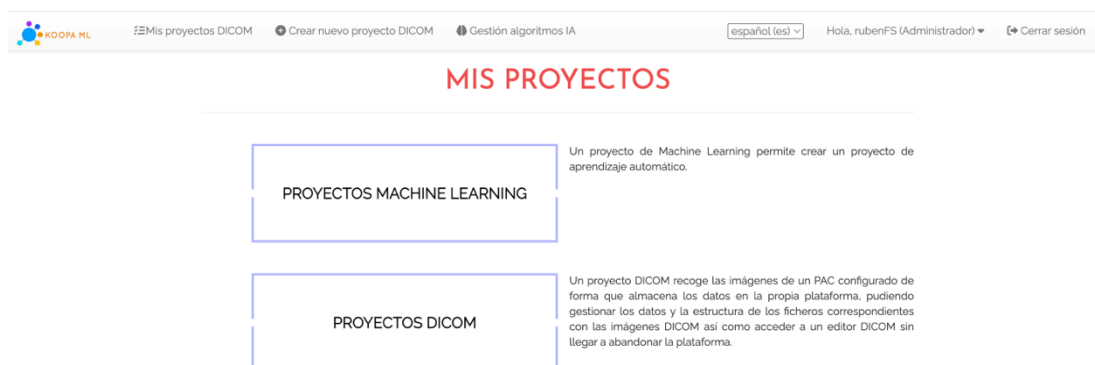 KOOPA ML Mis proyectos DICOM Crear nuevo proyecto DICOM Gestión algoritmos IA español (es) Hola, rubenFS (Administrador) Cerrar sesión
MIS PROYECTOS
PROYECTOS MACHINE LEARNING
Un proyecto de Machine Learning permite crear un proyecto de
aprendizaje automático.
PROYECTOS DICOM
Un proyecto DICOM recoge las imágenes de un PAC configurado de
forma que almacena los datos en la propia plataforma, pudiendo
gestionar los datos y la estructura de los ficheros correspondientes
con las imágenes DICOM así como acceder a un editor DICOM sin
llegar a abandonar la plataforma.